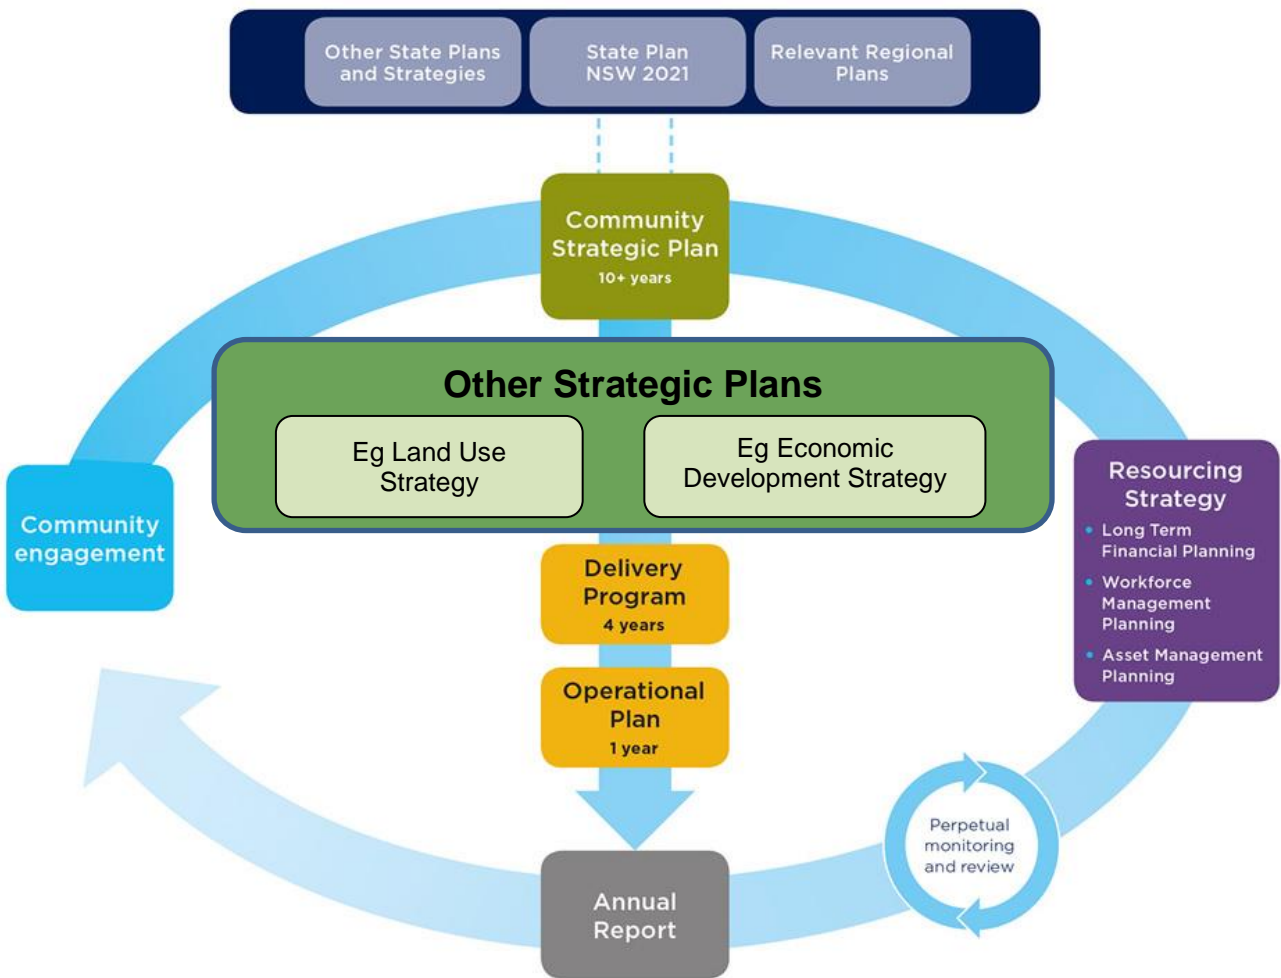 Other State Plans
and Strategies
State Plan
NSW 2021
Relevant Regional
Plans
Community
Strategic Plan
10+ years
Other Strategic Plans
Eg Land Use
Strategy
Eg Economic
Development Strategy
Community
engagement
Resourcing
Strategy
• Long Term
Financial Planning
• Workforce
Management
Planning
• Asset Management
Planning
Delivery
Program
4 years
Operational
Plan
1 year
Perpetual
monitoring
and review
Annual
Report